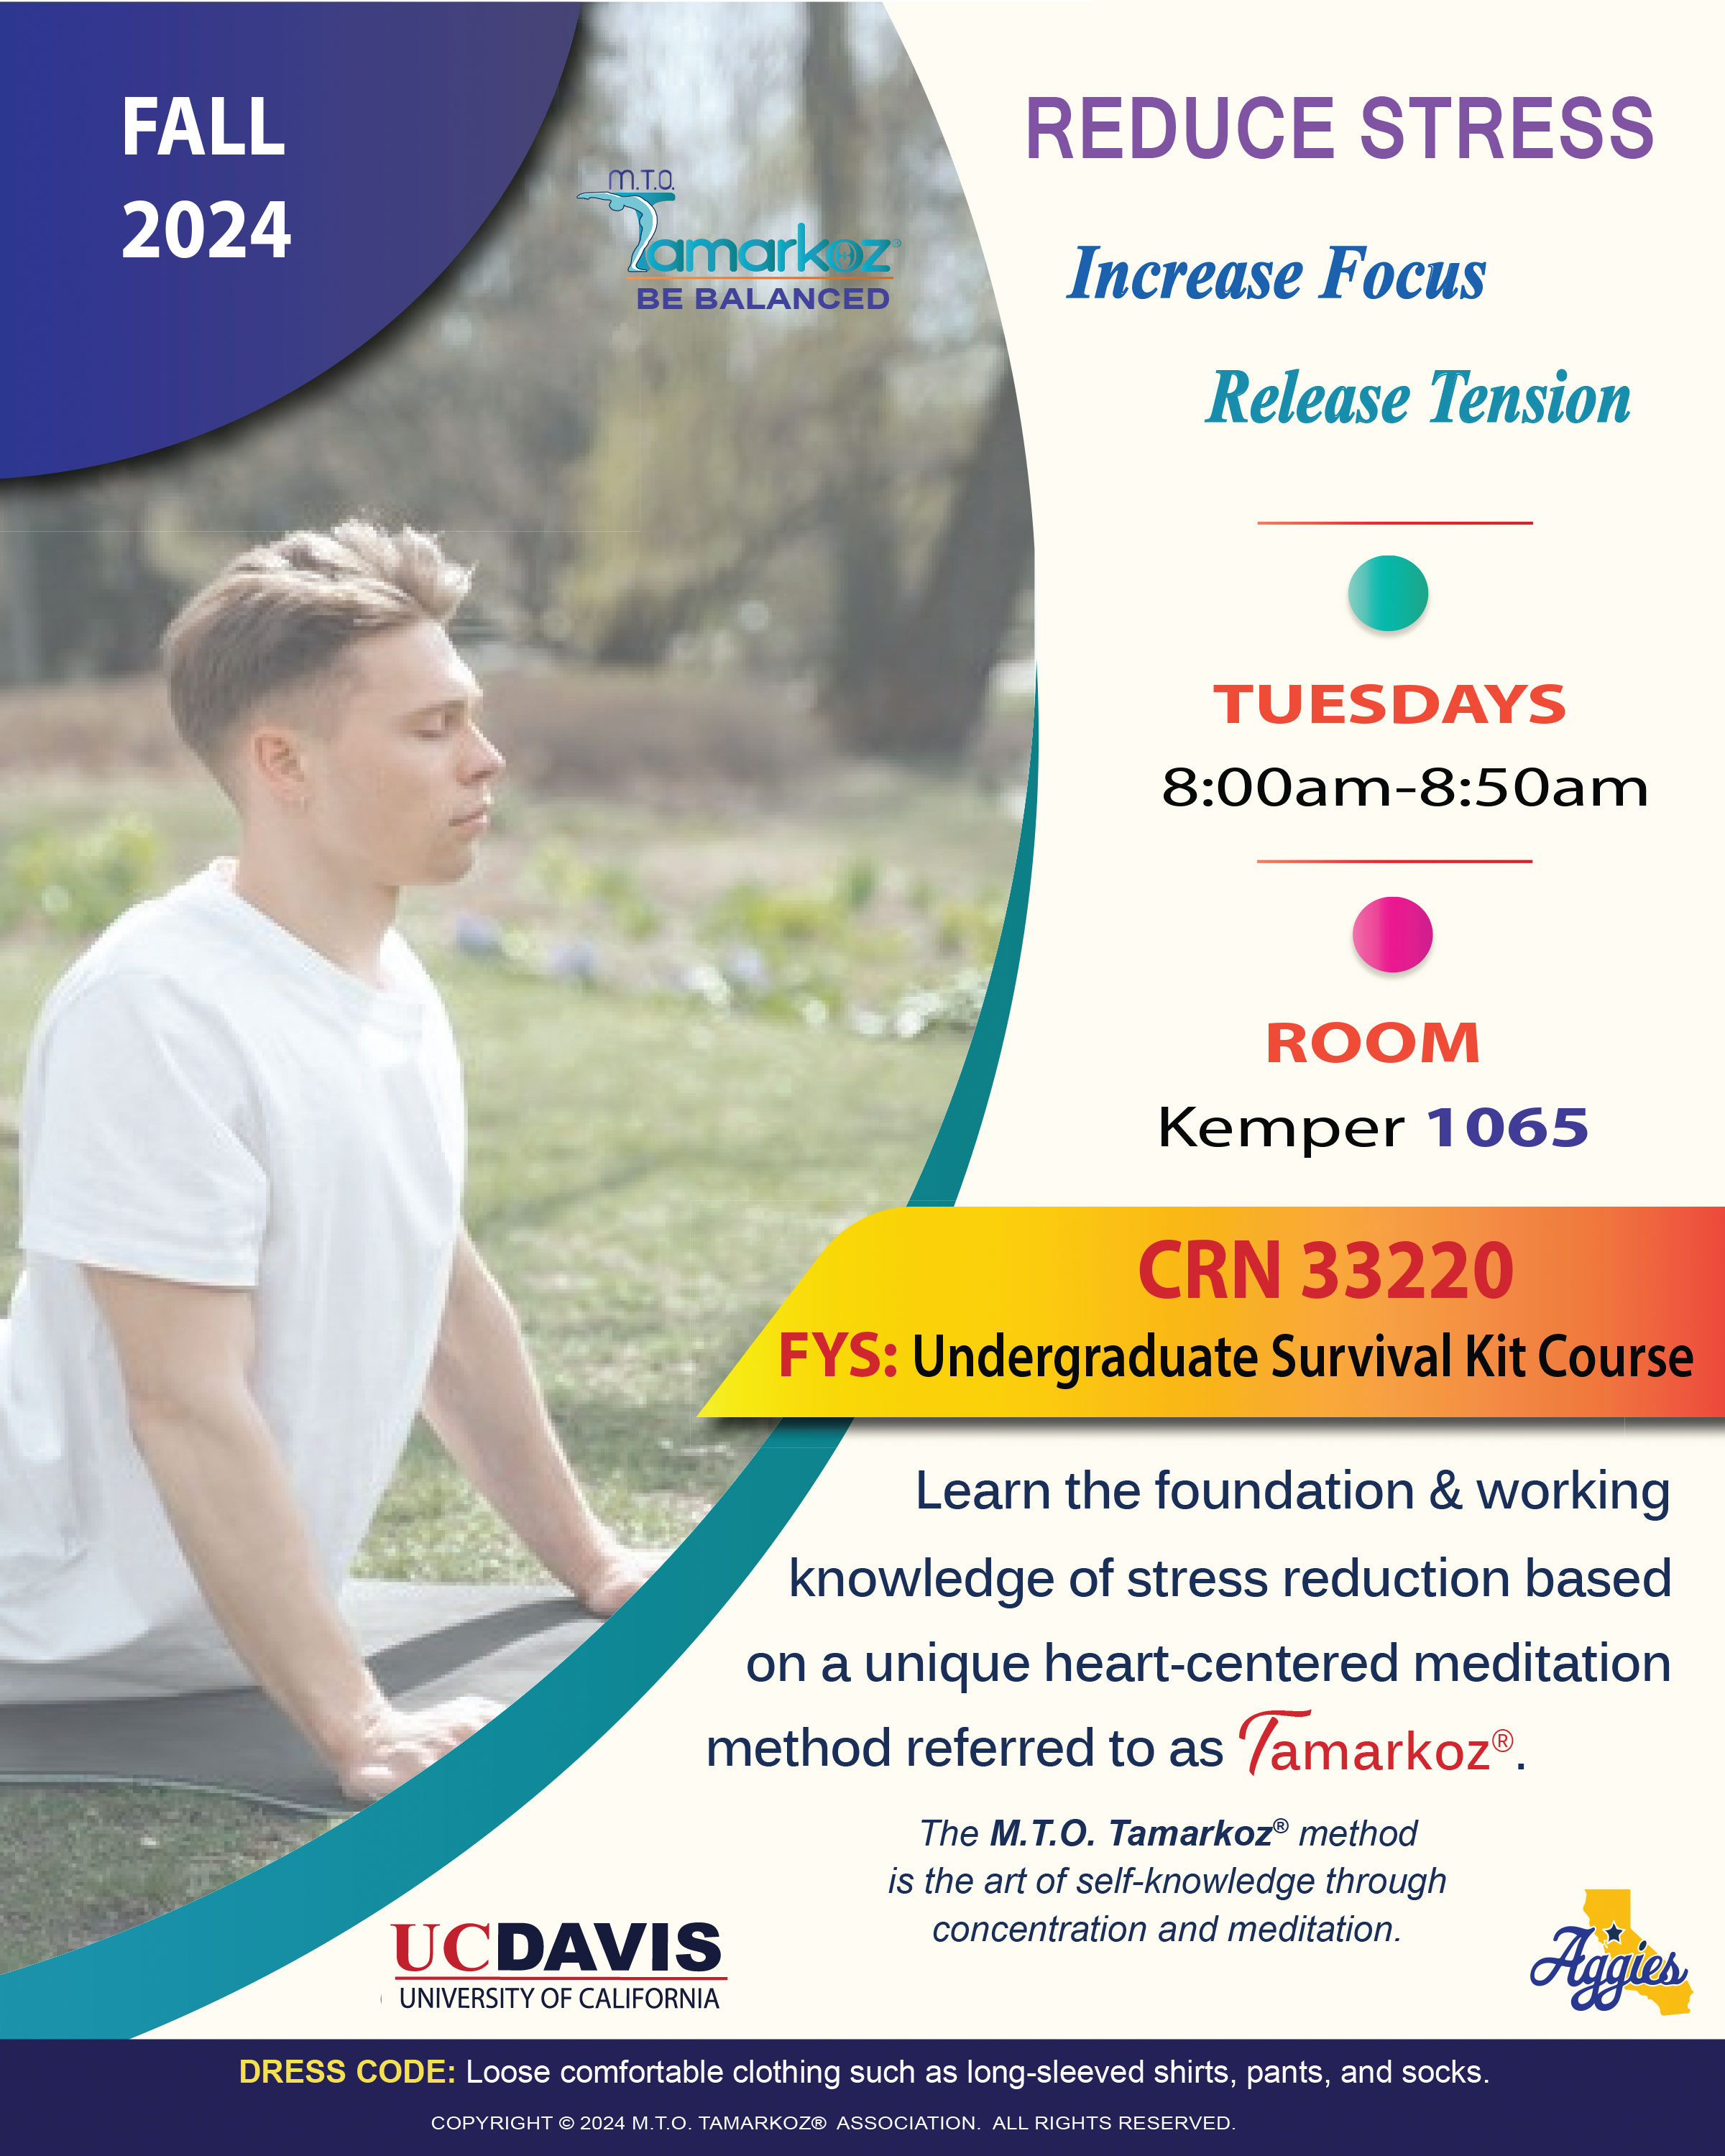 FALL
2024
M.T.O.
Tamarkoz®
BE BALANCED
REDUCE STRESS
Increase Focus
Release Tension
TUESDAYS
8:00am-8:50am
ROOM
Kemper 1065
CRN 33220
FYS: Undergraduate Survival Kit Course
Learn the foundation & working
knowledge of stress reduction based
on a unique heart-centered meditation
method referred to as Tamarkoz®.
The M.T.O. Tamarkoz® method
is the art of self-knowledge through
concentration and meditation.
UCDAVIS
UNIVERSITY OF CALIFORNIA
Aggies
DRESS CODE: Loose comfortable clothing such as long-sleeved shirts, pants, and socks.
COPYRIGHT © 2024 M.T.O. TAMARKOZ® ASSOCIATION. ALL RIGHTS RESERVED.